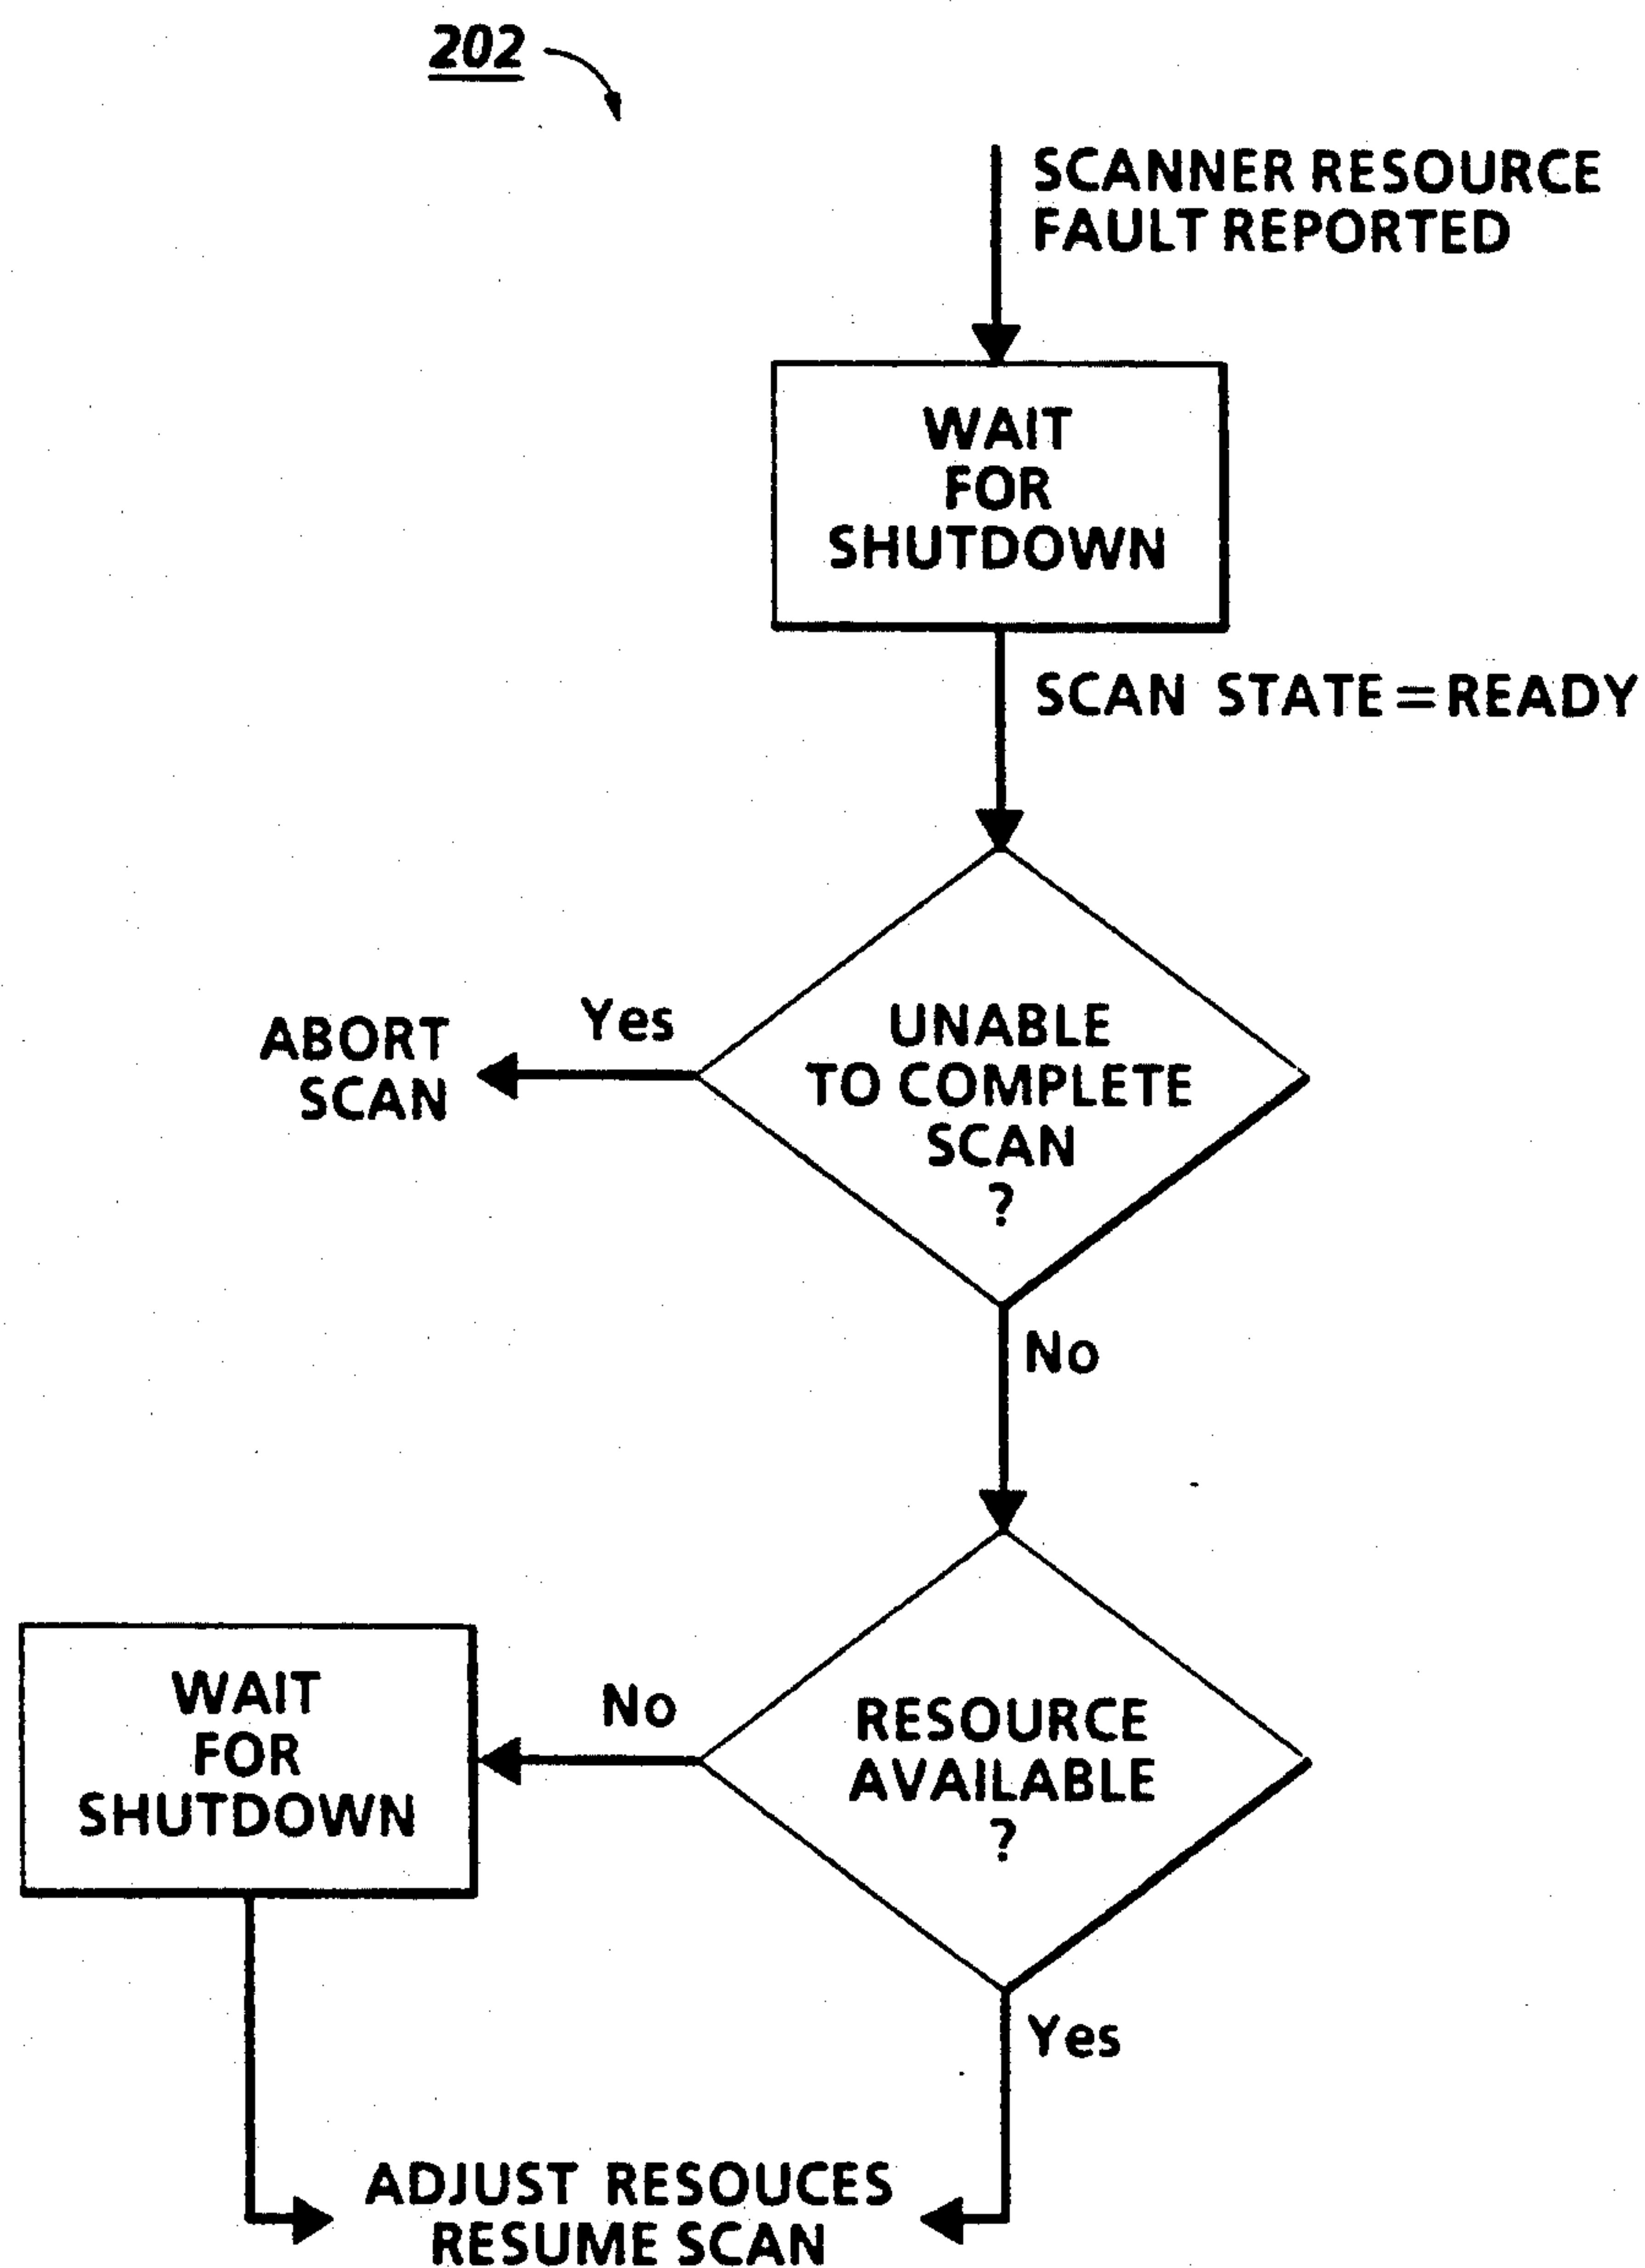 202
SCANNER RESOURCE
FAULT REPORTED
WAIT
FOR
SHUTDOWN
SCAN STATE=READY
UNABLE
TO COMPLETE
SCAN
?
Yes
ABORT
SCAN
No
RESOURCE
AVAILABLE
?
No
WAIT
FOR
SHUTDOWN
Yes
ADJUST RESOUCES
RESUME SCAN